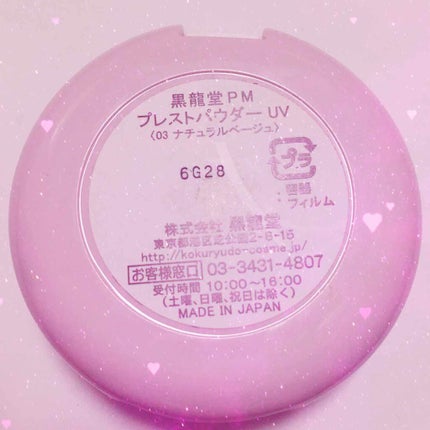 黒龍堂PM
プレストパウダー UV
〈03 ナチュラルベージュ〉
6G28
プラ
容器
フィルム
株式会社 黒龍堂
東京都港区芝公園2-6-15
http://kokuryudo-cosme.jp/
お客様窓口 03-3431-4807
受付時間 10:00~16:00
(土曜、日曜、祝日は除く)
MADE IN JAPAN